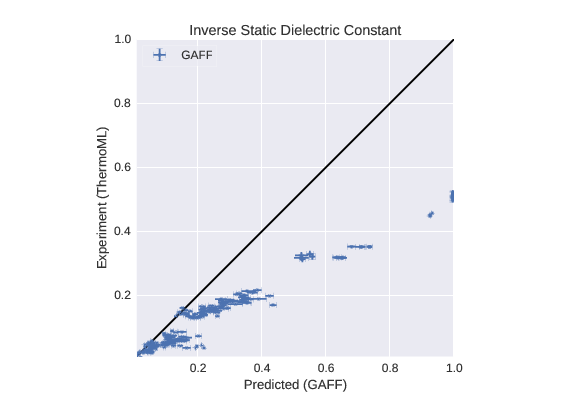 Inverse Static Dielectric Constant
1.0
GAFF
0.8
0.6
0.4
0.2
Experiment (ThermoML)
0.2 0.4 0.6 0.8 1.0
Predicted (GAFF)